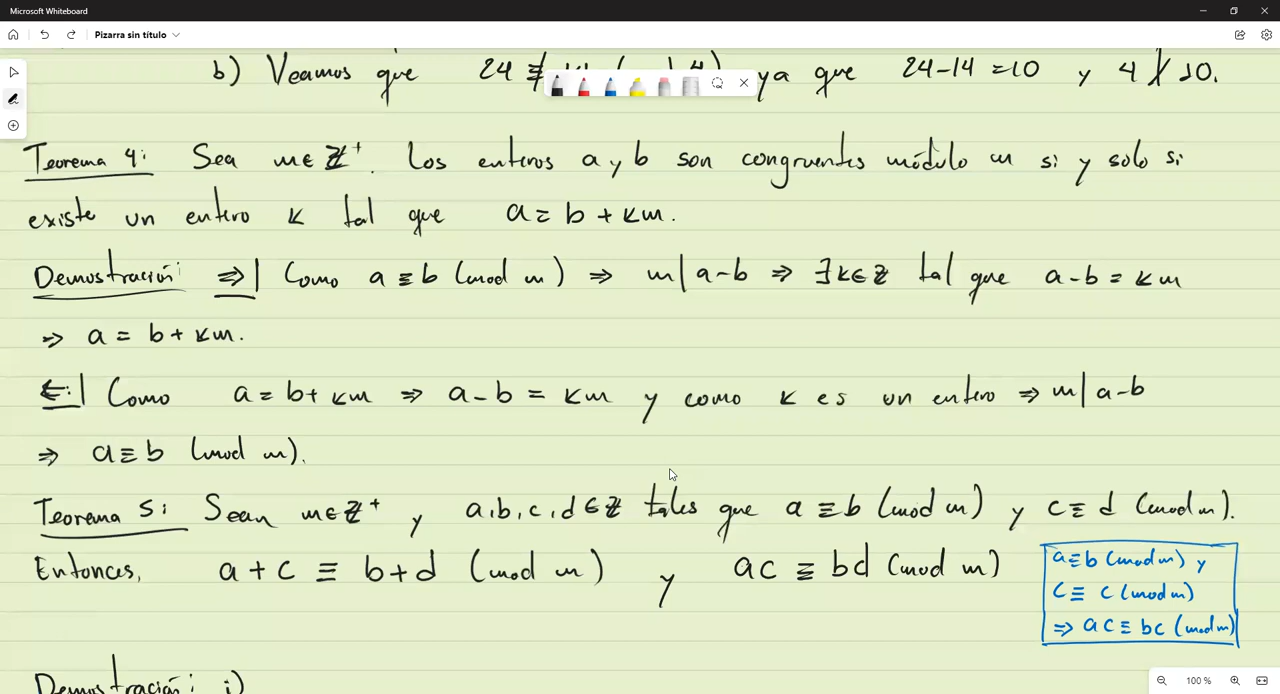 Microsoft Whiteboard
Pizarra sin título
b) Veamos que 24 ≢ ya que 24-14 = 10 y 4 ∤ 10.
Teorema 4: Sea m ∈ ℤ⁺. Los enteros a y b son congruentes módulo m si y solo si
existe un entero k tal que a = b + km.
Demostración: ⇒| Como a ≡ b (mod m) ⇒ m | a-b ⇒ ∃ k ∈ ℤ tal que a-b = km
⇒ a = b + km.
⇐:| Como a = b + km ⇒ a-b = km y como k es un entero ⇒ m | a-b
⇒ a ≡ b (mod m).
Teorema 5: Sean m ∈ ℤ⁺ y a, b, c, d ∈ ℤ tales que a ≡ b (mod m) y c ≡ d (mod m).
Entonces, a + c ≡ b + d (mod m) y ac ≡ bd (mod m)
a ≡ b (mod m) y
c ≡ c (mod m)
⇒ ac ≡ bc (mod m)
Demostración: i)
100 %